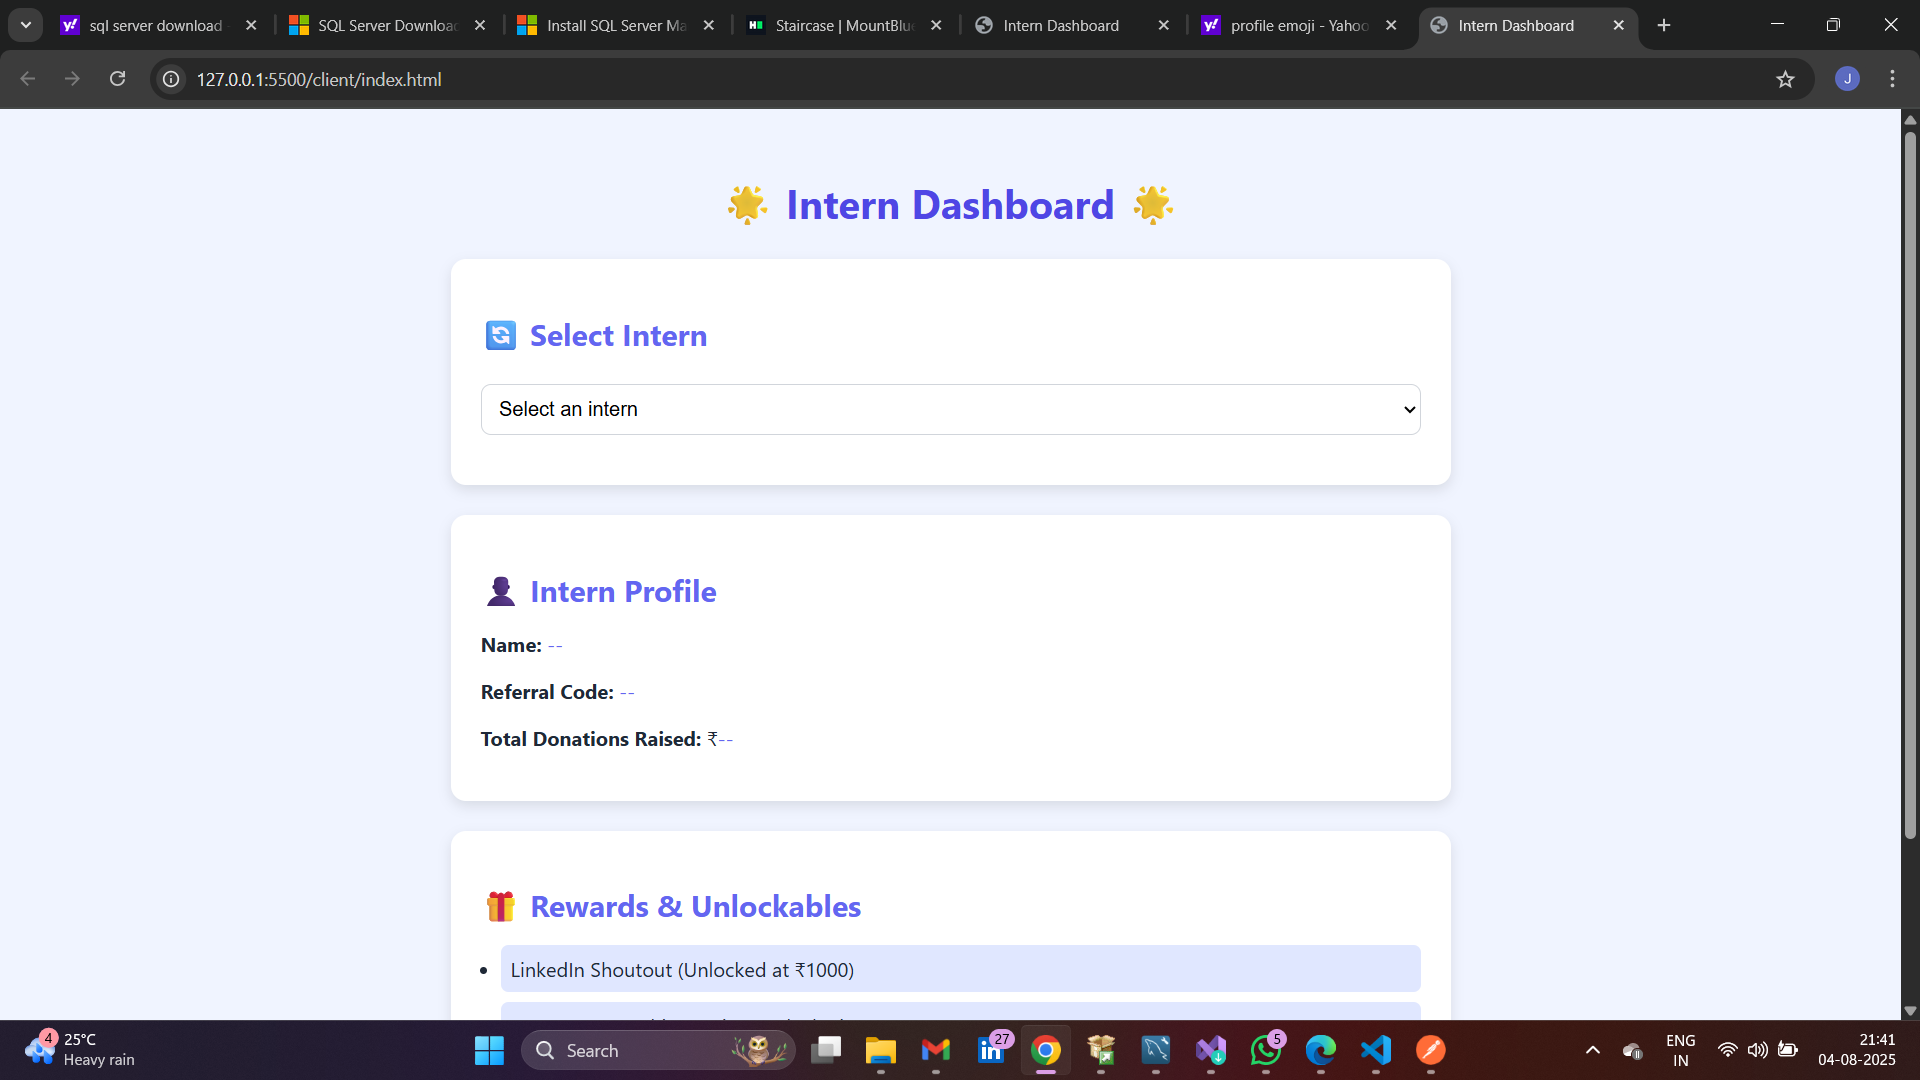 sql server download
SQL Server Download
Install SQL Server Ma
Staircase | MountBlue
Intern Dashboard
profile emoji - Yahoo
Intern Dashboard
127.0.0.1:5500/client/index.html
J
🌟 Intern Dashboard 🌟
🔄 Select Intern
Select an intern
👤 Intern Profile
Name: --
Referral Code: --
Total Donations Raised: ₹--
🎁 Rewards & Unlockables
• LinkedIn Shoutout (Unlocked at ₹1000)
4
25°C
Heavy rain
Search
27
5
ENG
IN
21:41
04-08-2025